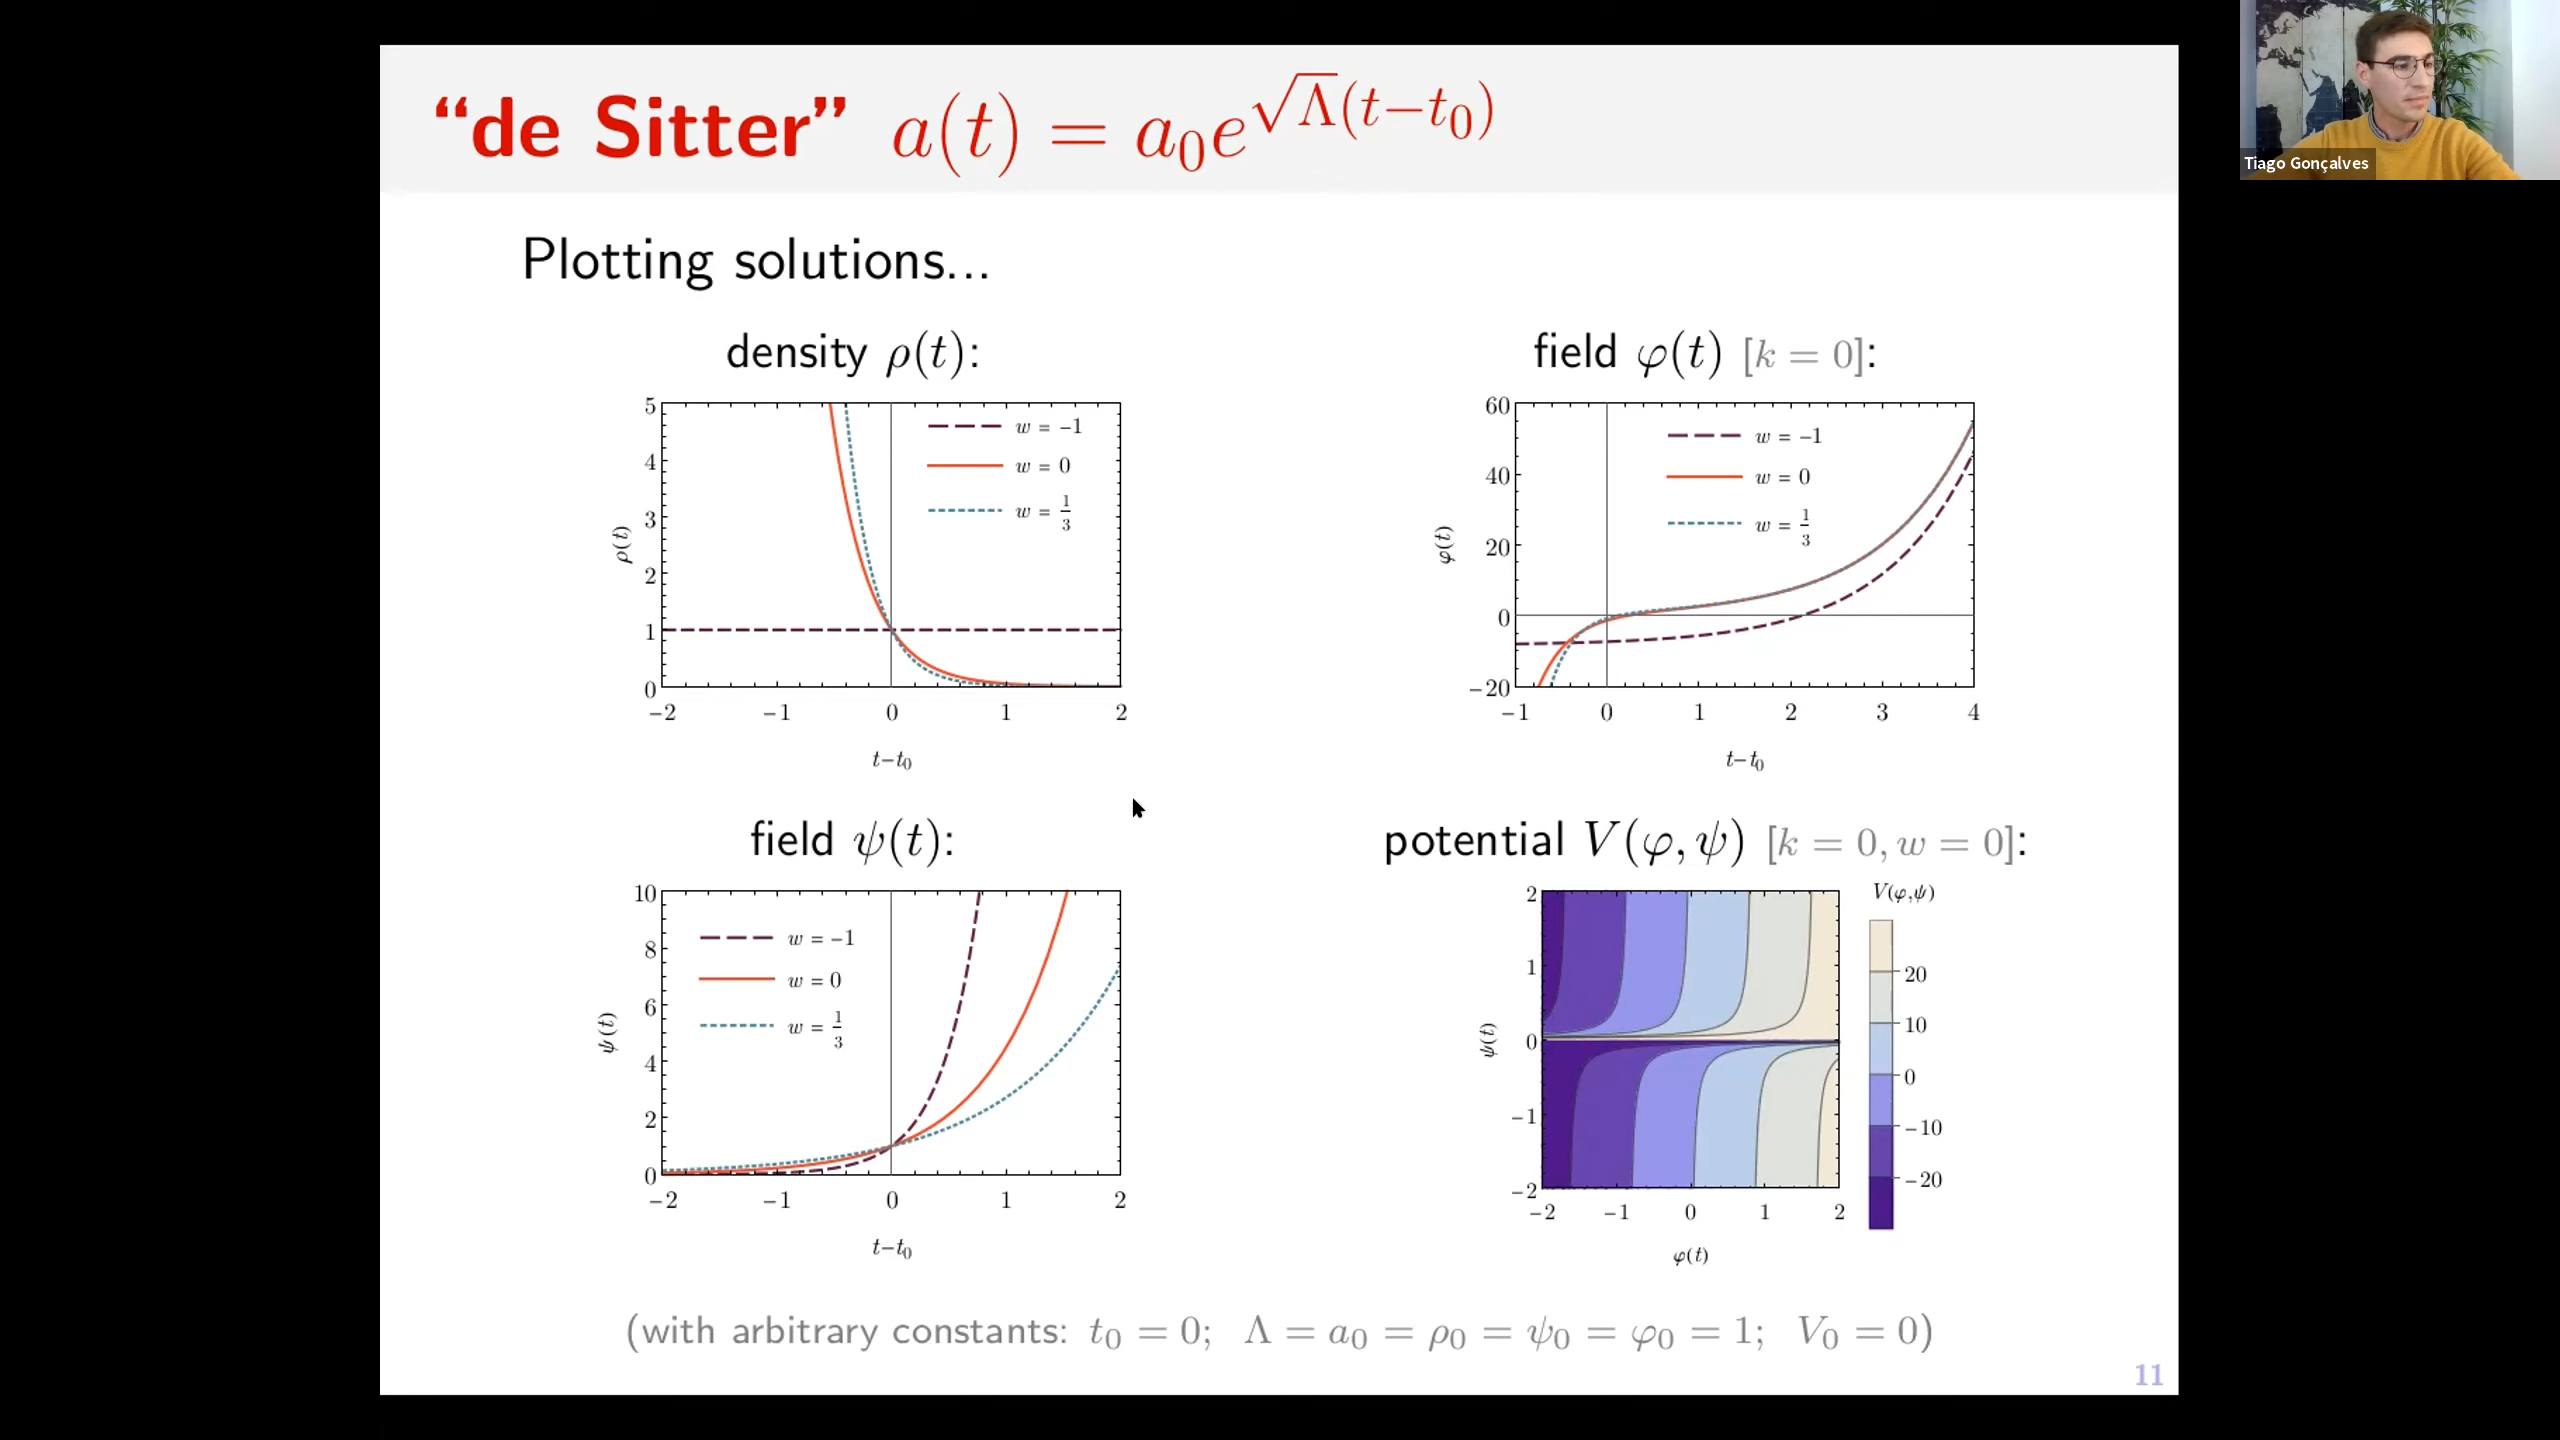 “de Sitter” a(t) = a₀e^{√Λ(t−t₀)}
Tiago Gonçalves
Plotting solutions...
density ρ(t):
5
4
3
2
1
0
ρ(t)
w = −1
w = 0
w = 1/3
−2 −1 0 1 2
t−t₀
field φ(t) [k = 0]:
60
40
20
0
−20
φ(t)
w = −1
w = 0
w = 1/3
−1 0 1 2 3 4
t−t₀
field ψ(t):
10
8
6
4
2
0
ψ(t)
w = −1
w = 0
w = 1/3
−2 −1 0 1 2
t−t₀
potential V(φ, ψ) [k = 0, w = 0]:
2
1
0
−1
−2
ψ(t)
−2 −1 0 1 2
φ(t)
V(φ,ψ)
20
10
0
−10
−20
(with arbitrary constants: t₀ = 0; Λ = a₀ = ρ₀ = ψ₀ = φ₀ = 1; V₀ = 0)
11